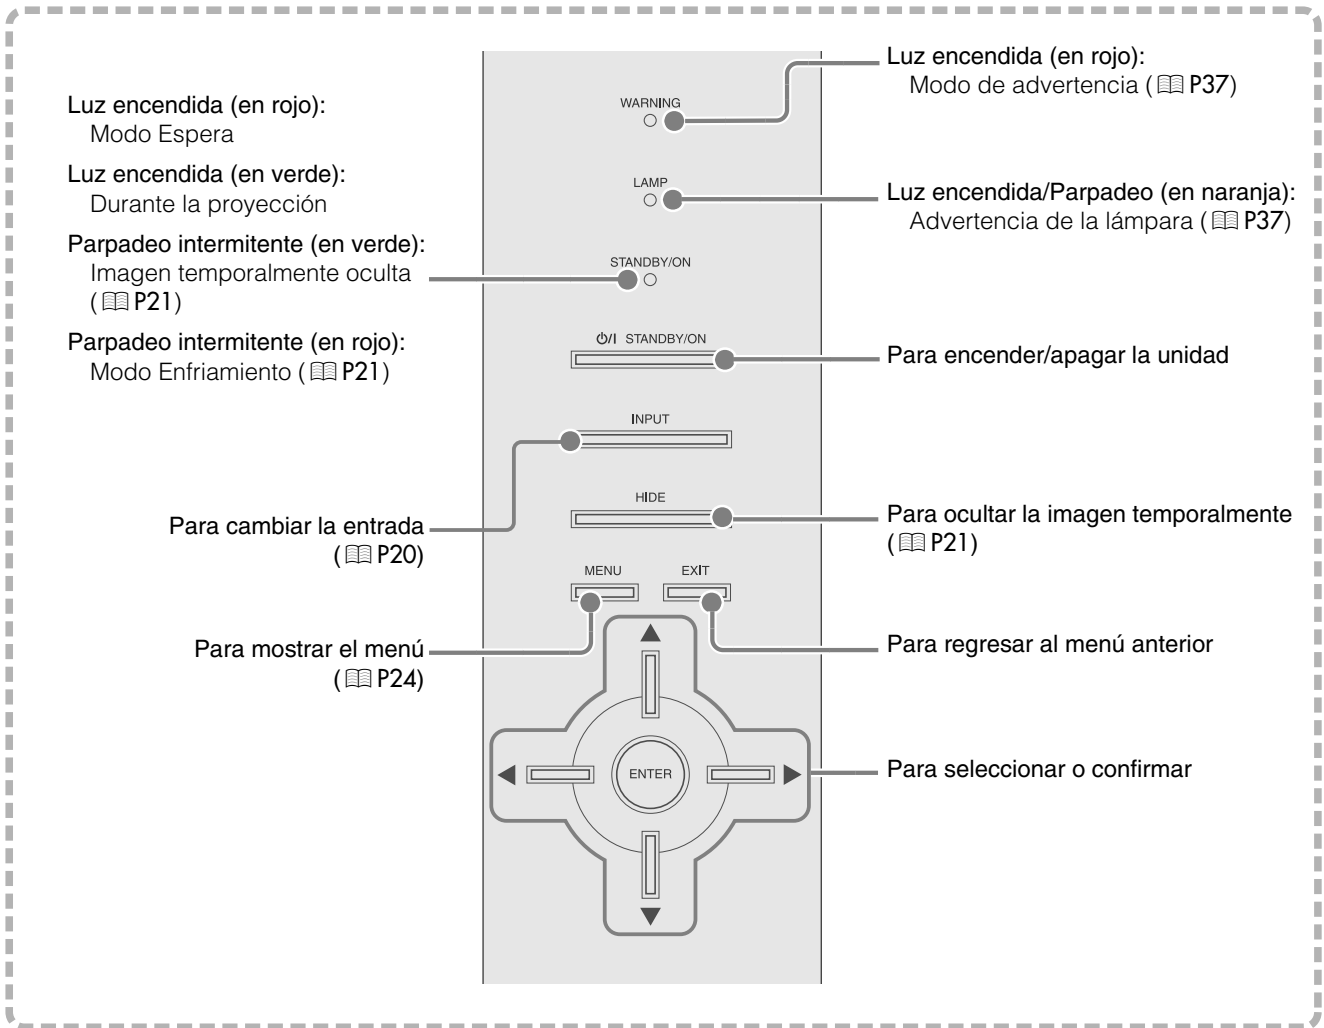 Luz encendida (en rojo):
Modo Espera
Luz encendida (en verde):
Durante la proyección
Parpadeo intermitente (en verde):
Imagen temporalmente oculta
(P21)
Parpadeo intermitente (en rojo):
Modo Enfriamiento (P21)
Para cambiar la entrada
(P20)
Para mostrar el menú
(P24)
WARNING
LAMP
STANDBY/ON
⏻/I STANDBY/ON
INPUT
HIDE
MENU
EXIT
ENTER
Luz encendida (en rojo):
Modo de advertencia (P37)
Luz encendida/Parpadeo (en naranja):
Advertencia de la lámpara (P37)
Para encender/apagar la unidad
Para ocultar la imagen temporalmente
(P21)
Para regresar al menú anterior
Para seleccionar o confirmar